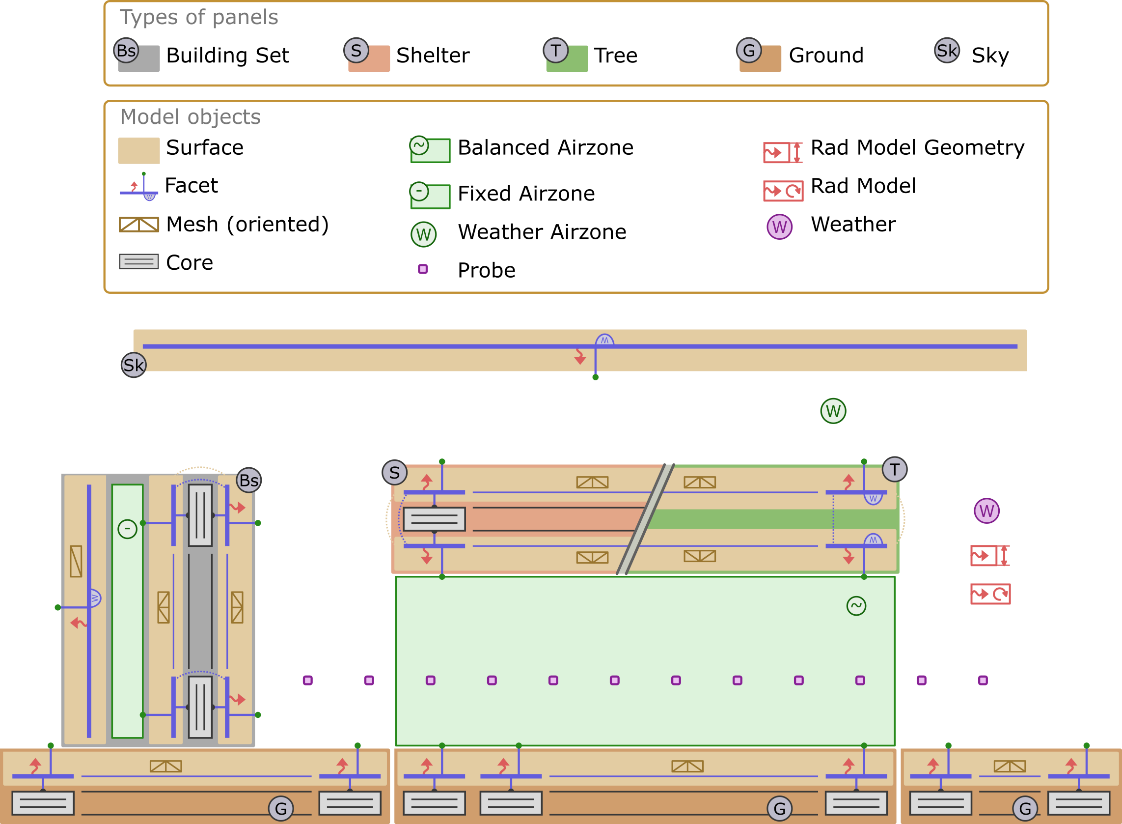 Types of panels
Bs Building Set S Shelter T Tree G Ground Sk Sky
Model objects
Surface ~ Balanced Airzone Rad Model Geometry
Facet - Fixed Airzone Rad Model
Mesh (oriented) W Weather Airzone W Weather
Core Probe
W
Sk
W
S T
Bs
W
W
-
W
~
W
G G G